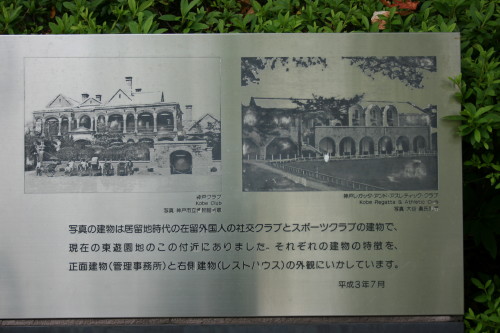 神戸クラブ
Kobe Club
写真 神戸市立
神戸レガッタ・アンド・アスレティック・クラブ
Kobe Regatta & Athletic Club
写真
写真の建物は居留地時代の在留外国人の社交クラブとスポーツクラブの建物で、
現在の東遊園地のこの付近にありました。それぞれの建物の特徴を、
正面建物(管理事務所)と右側建物(レストハウス)の外観にいかしています。
平成3年7月